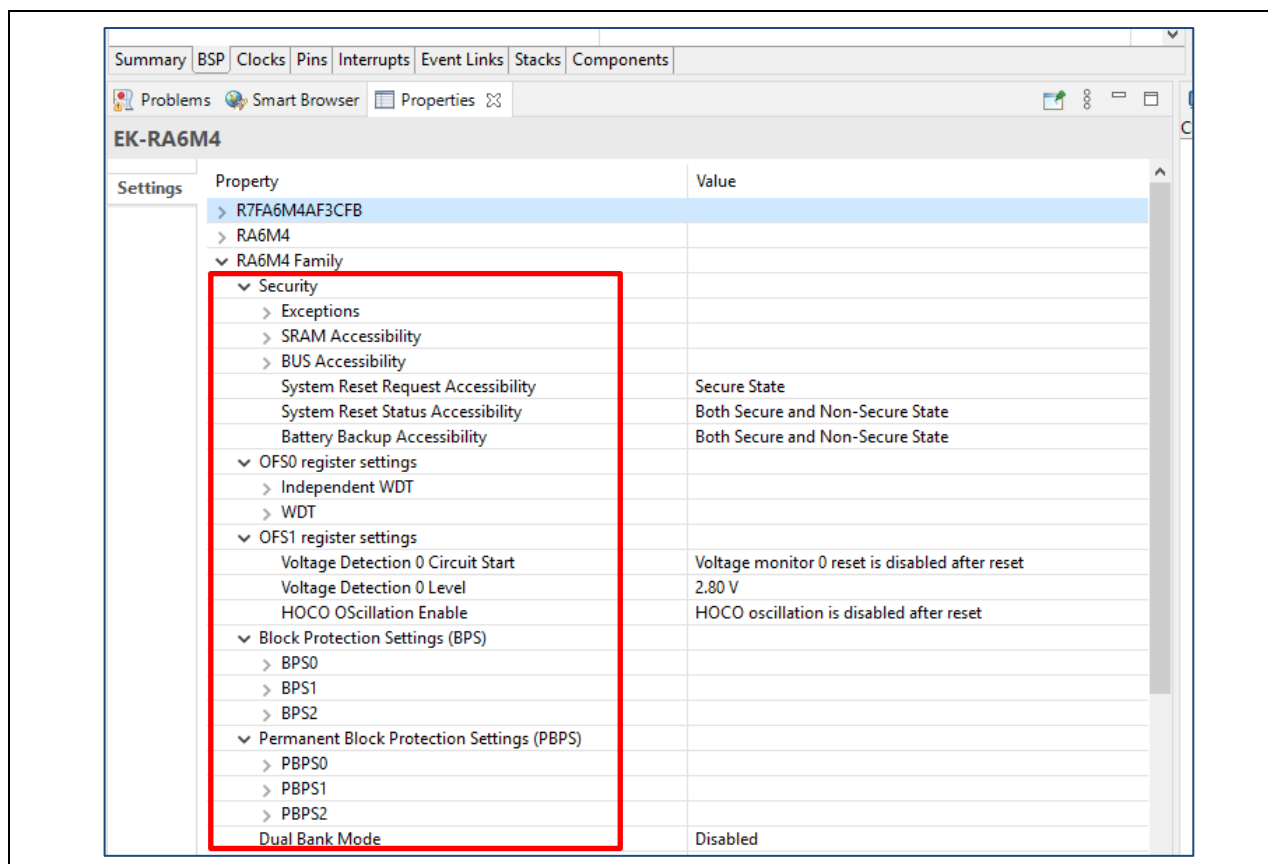 Summary BSP Clocks Pins Interrupts Event Links Stacks Components
Problems Smart Browser Properties
C
EK-RA6M4
Settings
Property Value
R7FA6M4AF3CFB
RA6M4
RA6M4 Family
Security
Exceptions
SRAM Accessibility
BUS Accessibility
System Reset Request Accessibility Secure State
System Reset Status Accessibility Both Secure and Non-Secure State
Battery Backup Accessibility Both Secure and Non-Secure State
OFS0 register settings
Independent WDT
WDT
OFS1 register settings
Voltage Detection 0 Circuit Start Voltage monitor 0 reset is disabled after reset
Voltage Detection 0 Level 2.80 V
HOCO OScillation Enable HOCO oscillation is disabled after reset
Block Protection Settings (BPS)
BPS0
BPS1
BPS2
Permanent Block Protection Settings (PBPS)
PBPS0
PBPS1
PBPS2
Dual Bank Mode Disabled